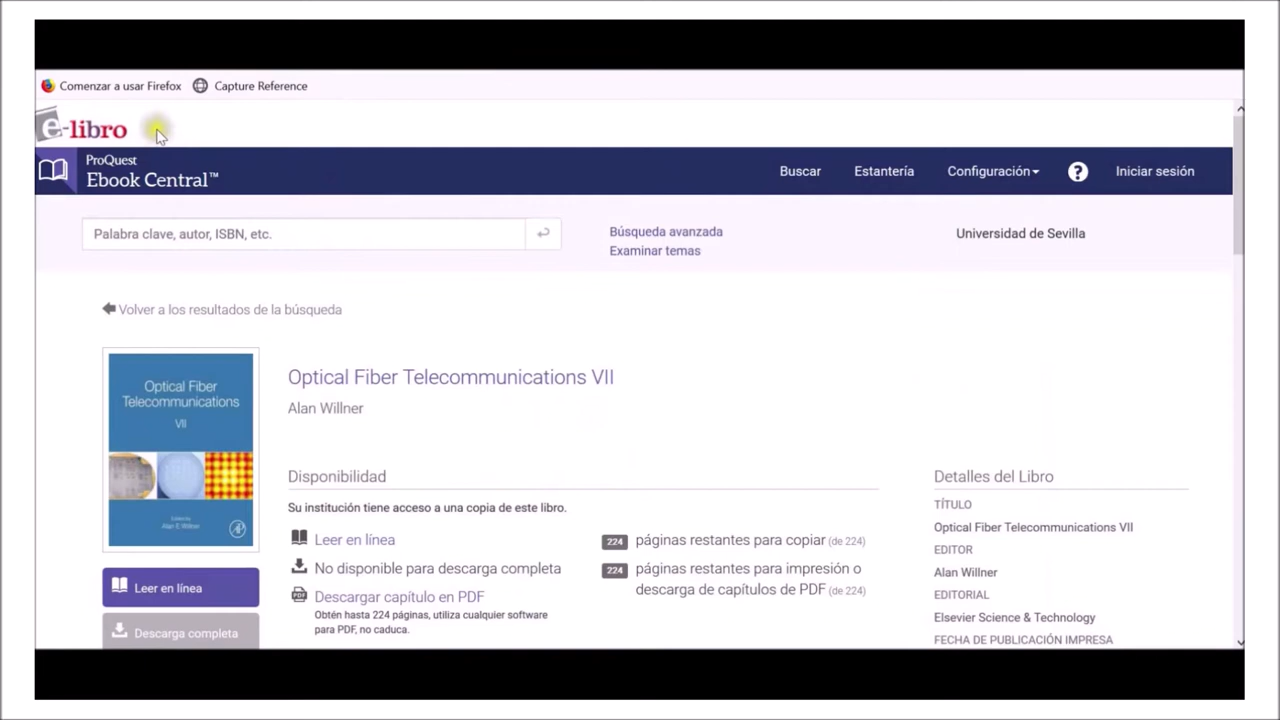 Comenzar a usar Firefox Capture Reference
e-libro
ProQuest
Ebook Central™
Buscar Estantería Configuración ? Iniciar sesión
Palabra clave, autor, ISBN, etc.
Búsqueda avanzada
Examinar temas
Universidad de Sevilla
Volver a los resultados de la búsqueda
Optical Fiber
Telecommunications
VII
Edited by
Alan E. Willner
Leer en línea
Descarga completa
Optical Fiber Telecommunications VII
Alan Willner
Disponibilidad
Su institución tiene acceso a una copia de este libro.
Leer en línea
No disponible para descarga completa
PDF Descargar capítulo en PDF
Obtén hasta 224 páginas, utiliza cualquier software
para PDF, no caduca.
224 páginas restantes para copiar (de 224)
224 páginas restantes para impresión o
descarga de capítulos de PDF (de 224)
Detalles del Libro
TÍTULO
Optical Fiber Telecommunications VII
EDITOR
Alan Willner
EDITORIAL
Elsevier Science & Technology
FECHA DE PUBLICACIÓN IMPRESA